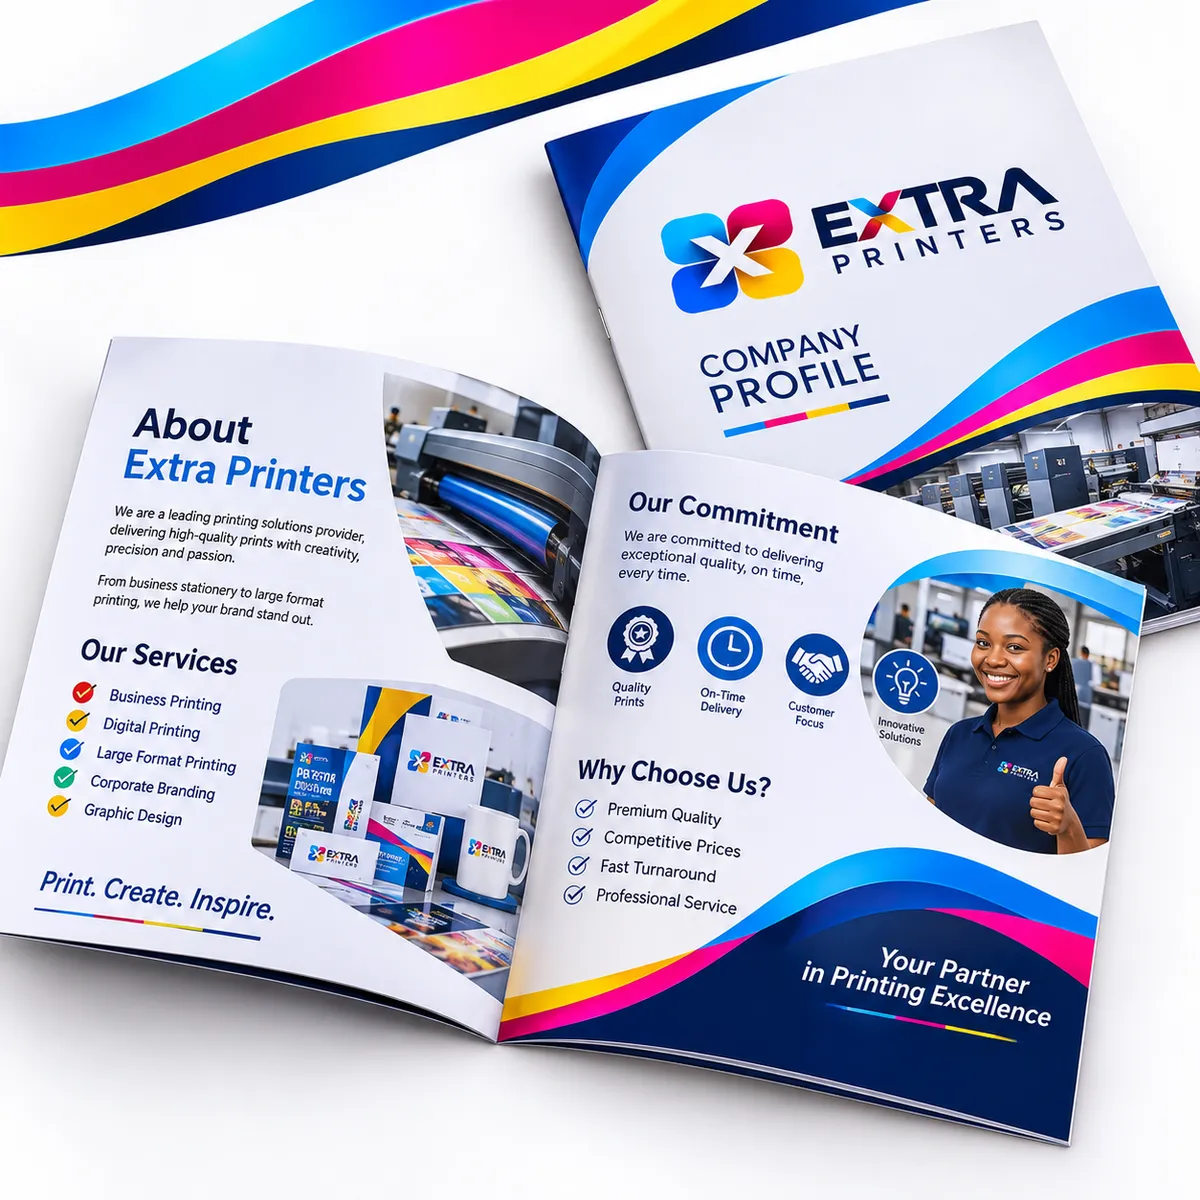 EXTRA
PRINTERS
COMPANY
PROFILE
About
Extra Printers
We are a leading printing solutions provider,
delivering high-quality prints with creativity,
precision and passion.
From business stationery to large format
printing, we help your brand stand out.
Our Services
Business Printing
Digital Printing
Large Format Printing
Corporate Branding
Graphic Design
Print. Create. Inspire.
EXTRA
PRINTERS
EXTRA
PRINTERS
EXTRA
PRINTERS
Our Commitment
We are committed to delivering
exceptional quality, on time,
every time.
Quality
Prints
On-Time
Delivery
Customer
Focus
Innovative
Solutions
EXTRA
PRINTERS
Why Choose Us?
Premium Quality
Competitive Prices
Fast Turnaround
Professional Service
Your Partner
in Printing Excellence